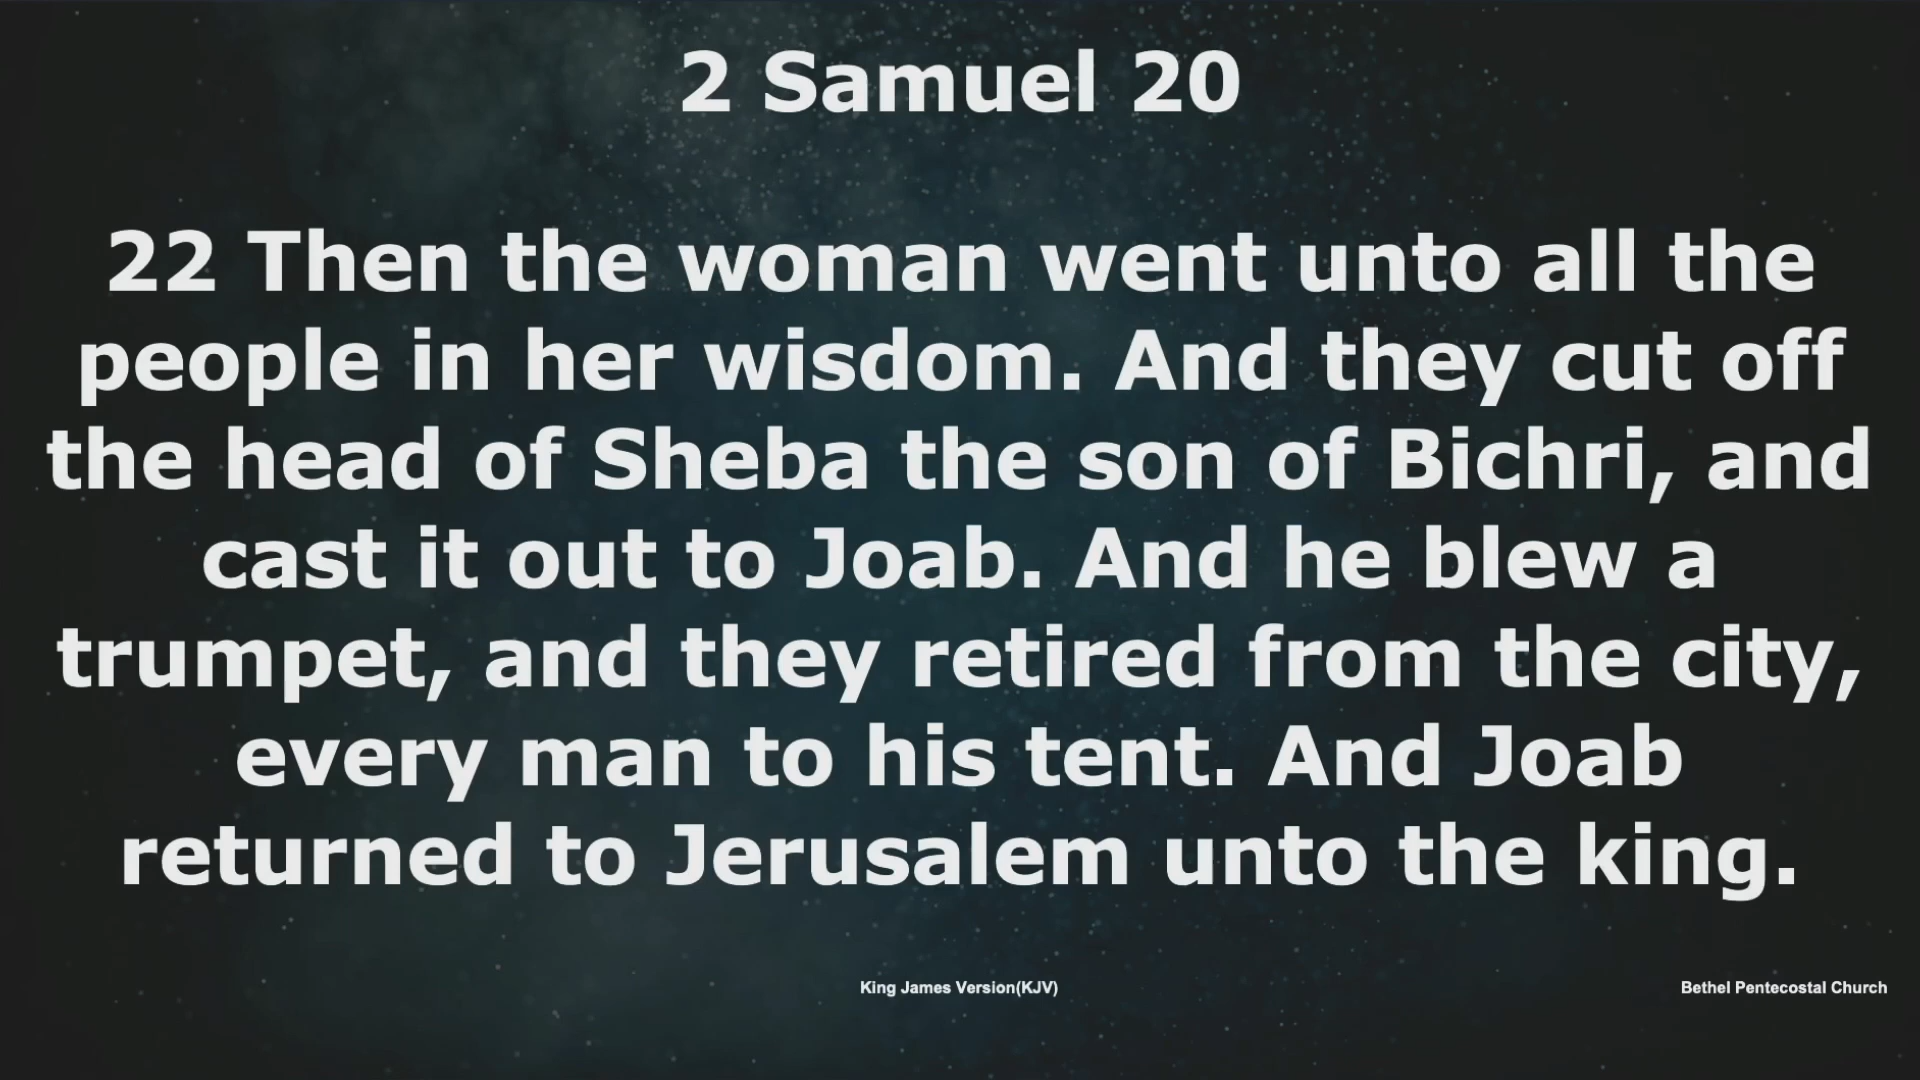 2 Samuel 20
22 Then the woman went unto all the
people in her wisdom. And they cut off
the head of Sheba the son of Bichri, and
cast it out to Joab. And he blew a
trumpet, and they retired from the city,
every man to his tent. And Joab
returned to Jerusalem unto the king.
King James Version(KJV)
Bethel Pentecostal Church